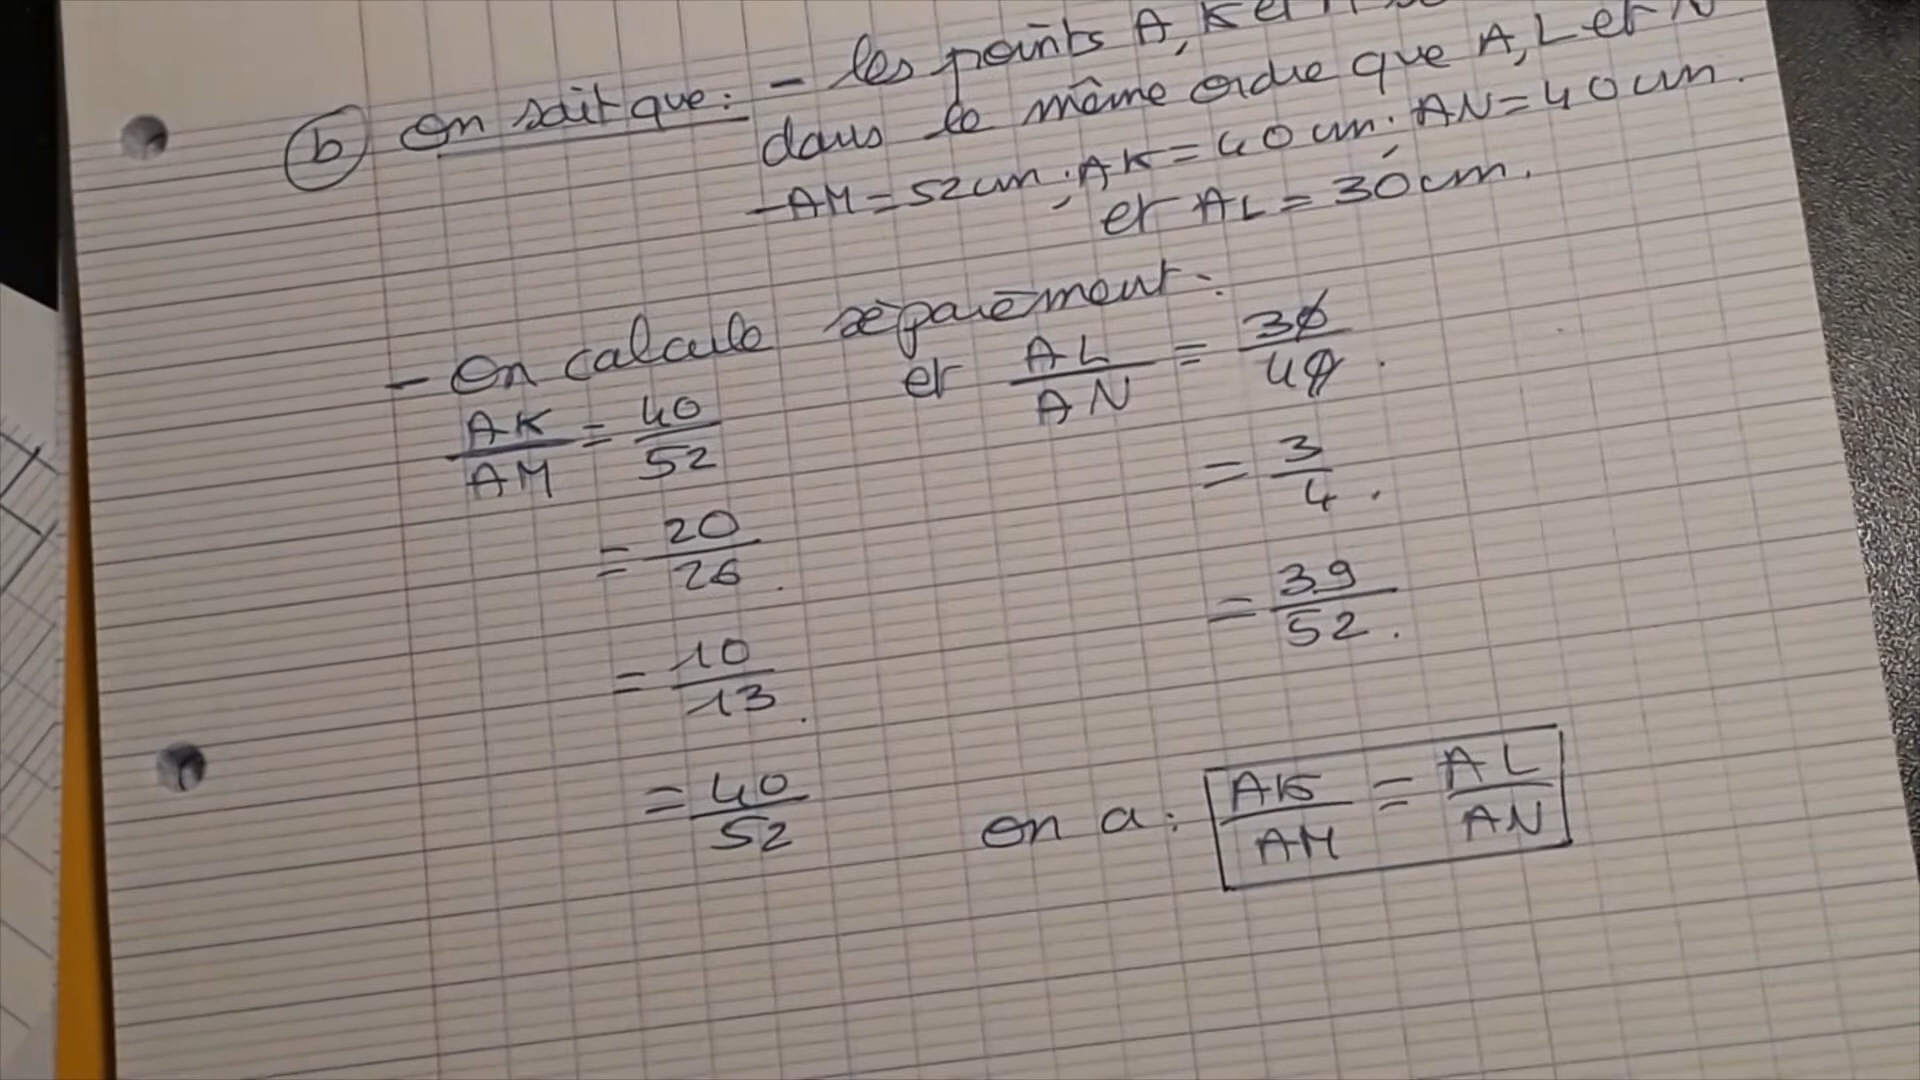 b On sait que : - les points A, K et
dans le même ordre que A, L et N
- AM = 52 cm ; AK = 40 cm ; AN = 40 cm.
et AL = 30 cm.
- On calcule séparément :
AK/AM = 40/52 et AL/AN = 30/40.
= 20/26. = 3/4.
= 10/13. = 39/52.
= 40/52 on a : AK/AM = AL/AN